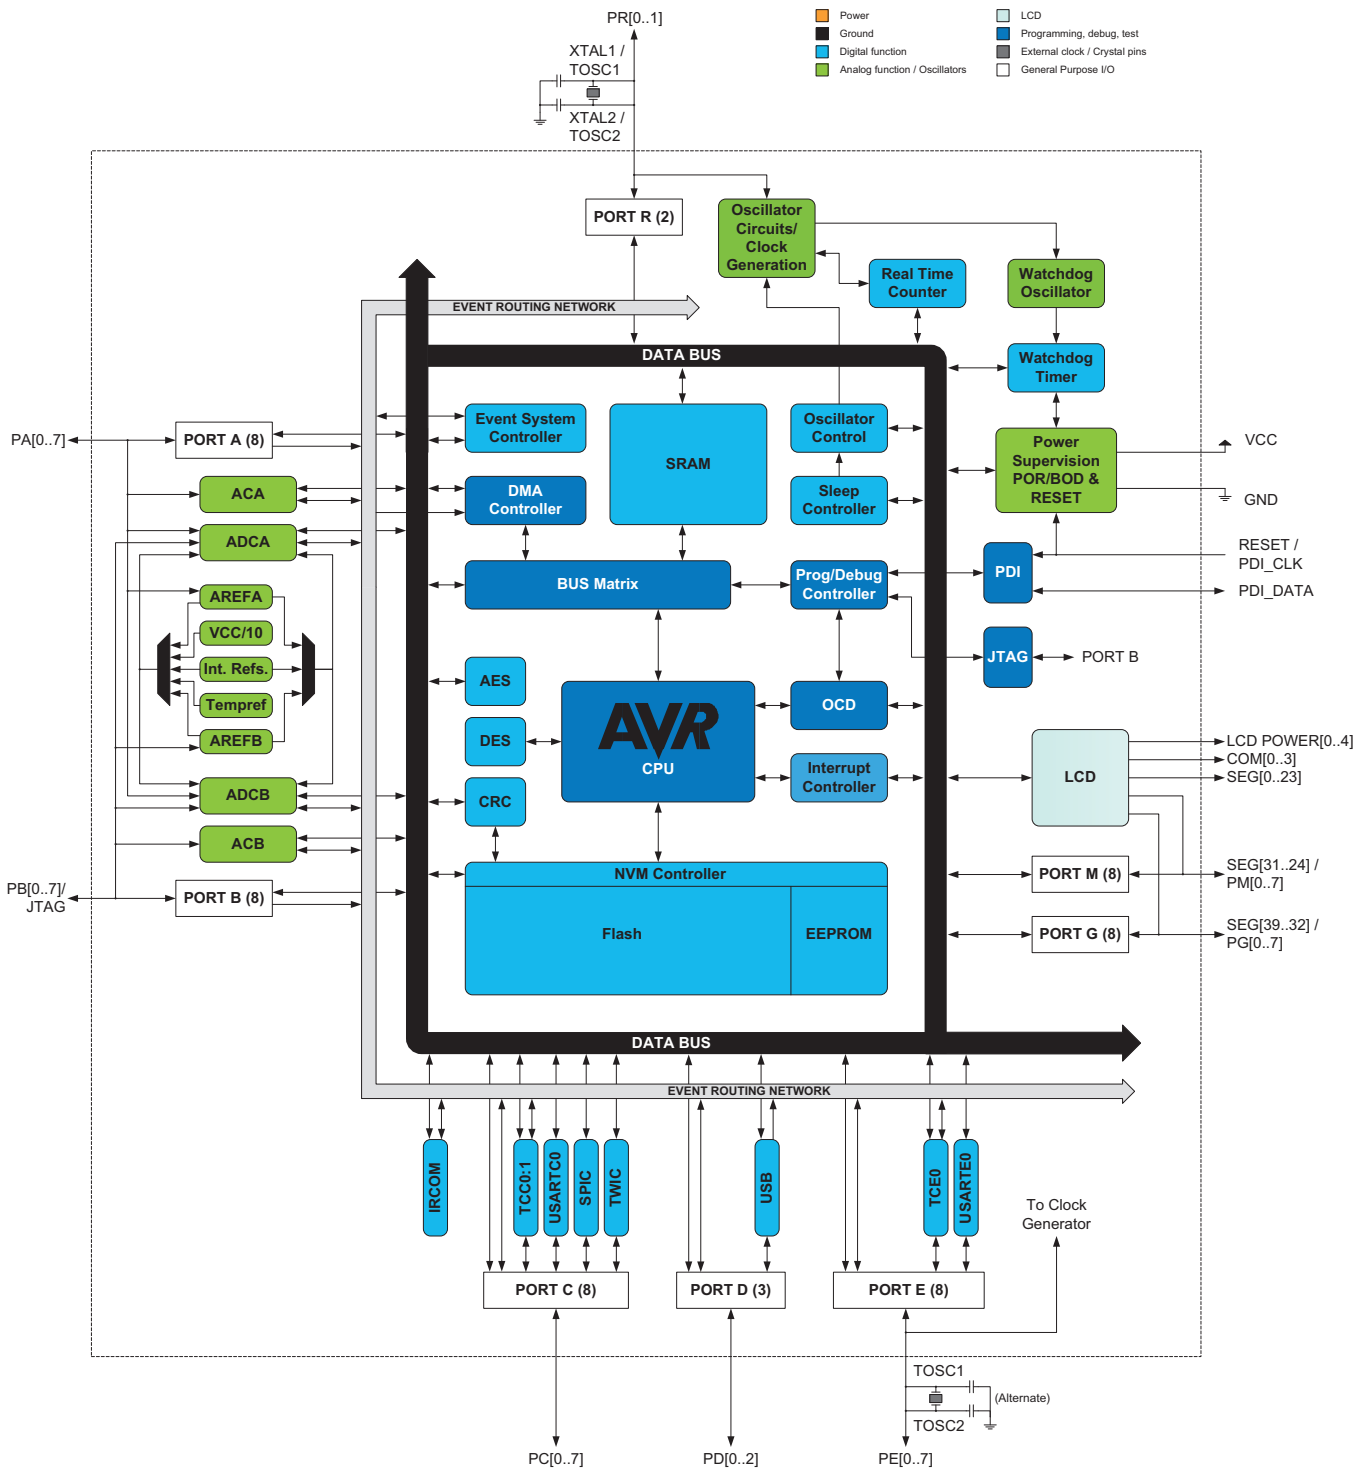 PR[0..1]
Power
Ground
Digital function
Analog function / Oscillators
LCD
Programming, debug, test
External clock / Crystal pins
General Purpose I/O
XTAL1 /
TOSC1
XTAL2 /
TOSC2
PORT R (2)
Oscillator
Circuits/
Clock
Generation
Real Time
Counter
Watchdog
Oscillator
EVENT ROUTING NETWORK
DATA BUS
Watchdog
Timer
Event System
Controller
SRAM
Oscillator
Control
Power
Supervision
POR/BOD &
RESET
VCC
GND
PA[0..7]
PORT A (8)
ACA
DMA
Controller
Sleep
Controller
ADCA
RESET /
PDI_CLK
BUS Matrix
Prog/Debug
Controller
PDI
PDI_DATA
AREFA
VCC/10
Int. Refs.
Tempref
AREFB
JTAG
PORT B
AES
DES
CRC
AVR
CPU
OCD
Interrupt
Controller
LCD
LCD POWER[0..4]
COM[0..3]
SEG[0..23]
ADCB
ACB
PB[0..7]/
JTAG
PORT B (8)
NVM Controller
Flash
EEPROM
PORT M (8)
SEG[31..24] /
PM[0..7]
PORT G (8)
SEG[39..32] /
PG[0..7]
DATA BUS
EVENT ROUTING NETWORK
IRCOM
TCC0:1
USARTC0
SPIC
TWIC
USB
TCE0
USARTE0
To Clock
Generator
PORT C (8)
PORT D (3)
PORT E (8)
TOSC1
(Alternate)
TOSC2
PC[0..7]
PD[0..2]
PE[0..7]